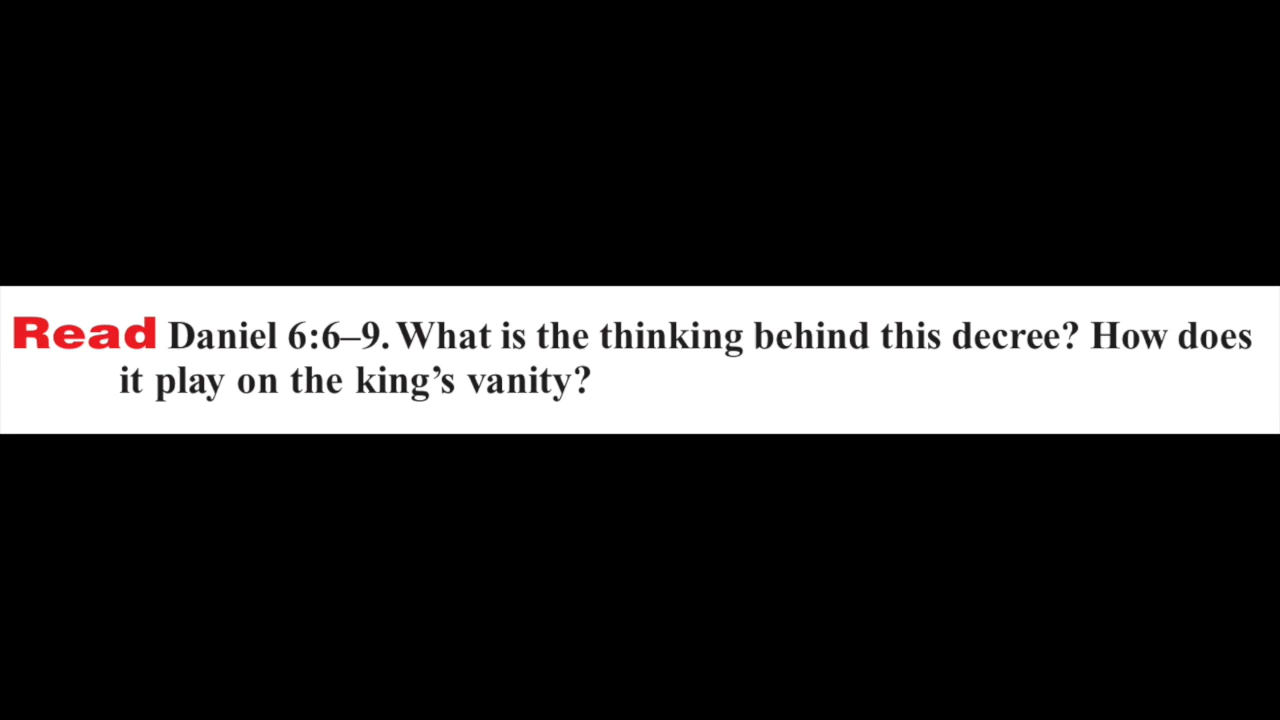 Read Daniel 6:6–9. What is the thinking behind this decree? How does
it play on the king’s vanity?